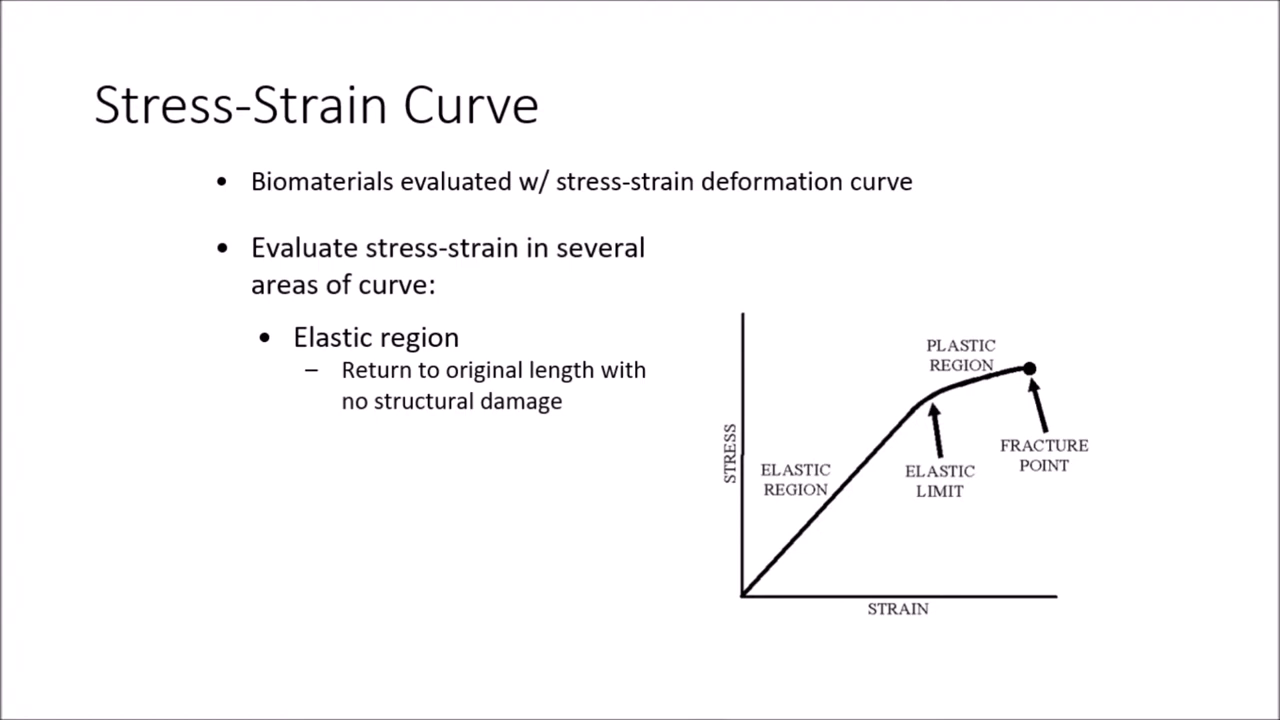 Stress-Strain Curve
• Biomaterials evaluated w/ stress-strain deformation curve
• Evaluate stress-strain in several
areas of curve:
• Elastic region
– Return to original length with
no structural damage
PLASTIC
REGION
FRACTURE
POINT
ELASTIC
LIMIT
ELASTIC
REGION
STRESS
STRAIN